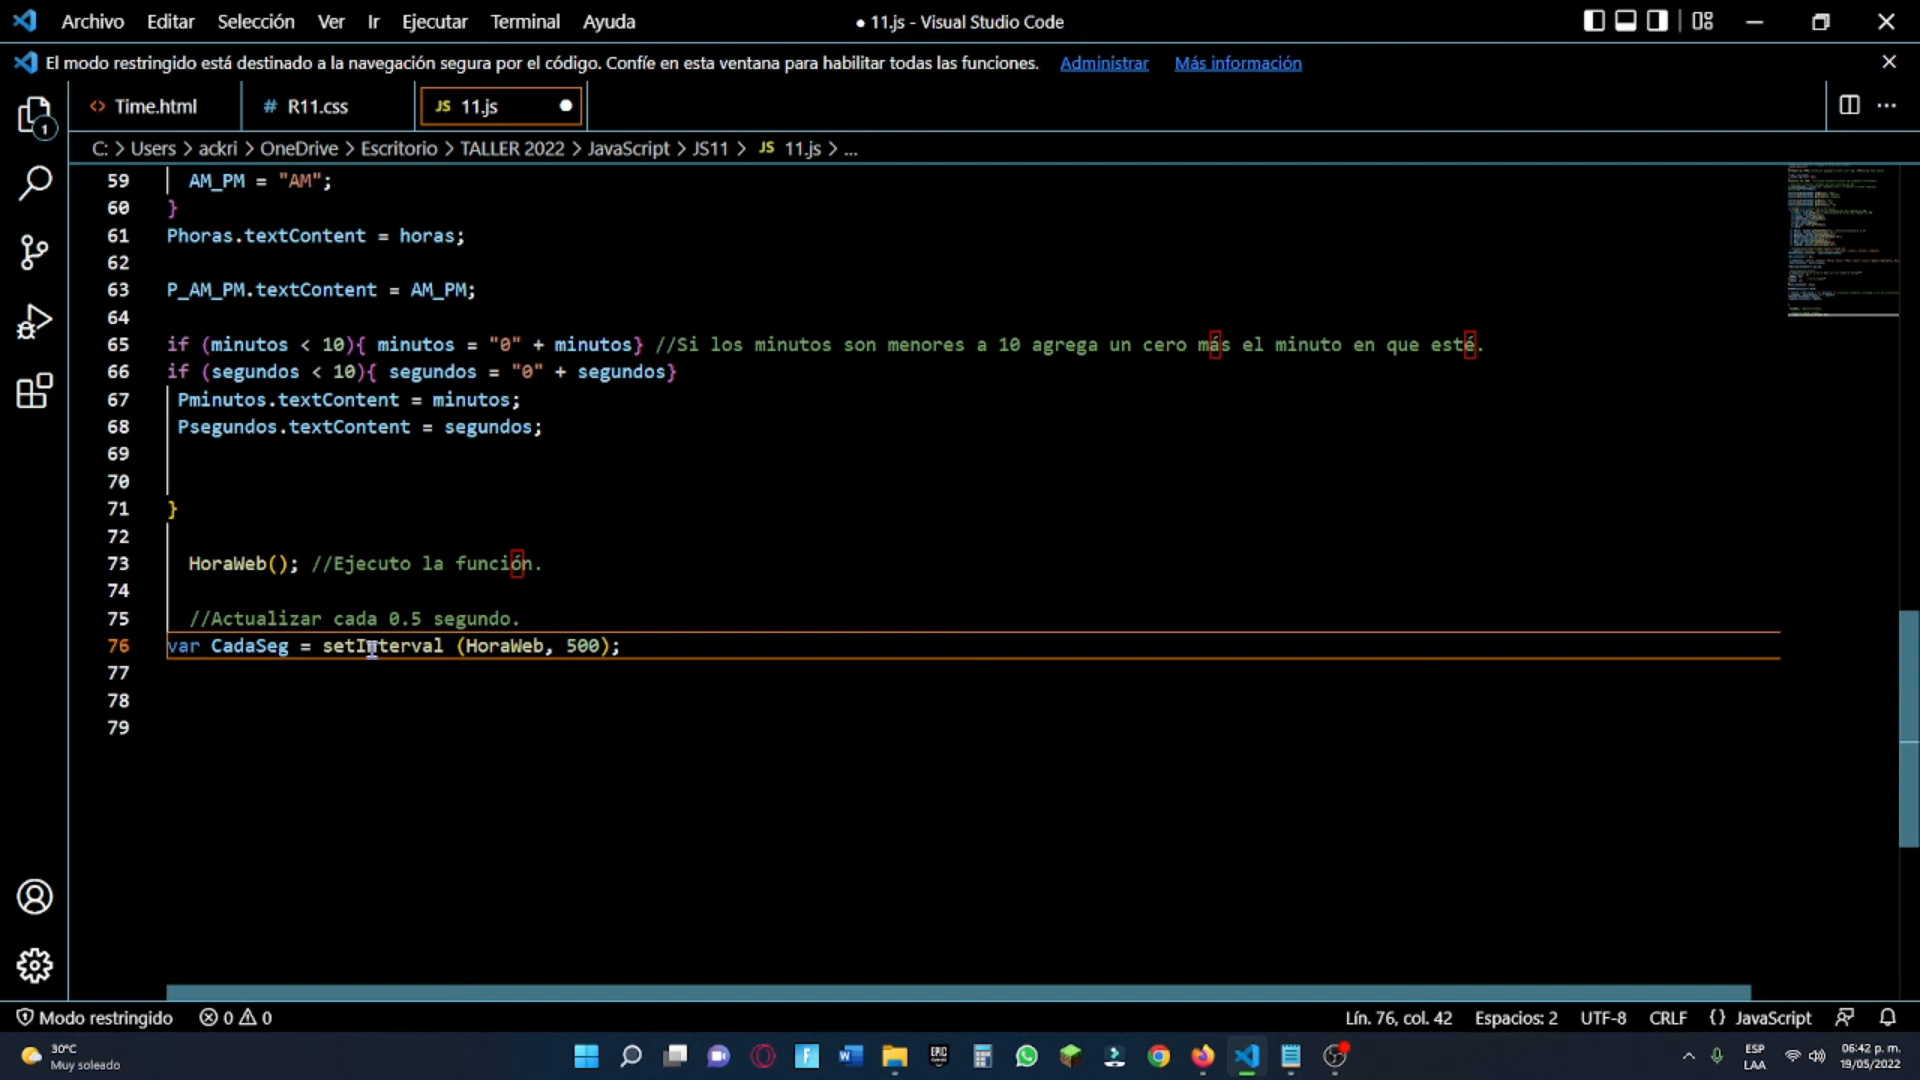 Archivo Editar Selección Ver Ir Ejecutar Terminal Ayuda ● 11.js - Visual Studio Code
El modo restringido está destinado a la navegación segura por el código. Confíe en esta ventana para habilitar todas las funciones. Administrar Más información
<> Time.html # R11.css JS 11.js ●
C: > Users > ackri > OneDrive > Escritorio > TALLER 2022 > JavaScript > JS11 > JS 11.js > ...
1
59 AM_PM = "AM";
60 }
61 Phoras.textContent = horas;
62
63 P_AM_PM.textContent = AM_PM;
64
65 if (minutos < 10){ minutos = "0" + minutos} //Si los minutos son menores a 10 agrega un cero más el minuto en que esté.
66 if (segundos < 10){ segundos = "0" + segundos}
67 Pminutos.textContent = minutos;
68 Psegundos.textContent = segundos;
69
70
71 }
72
73 HoraWeb(); //Ejecuto la función.
74
75 //Actualizar cada 0.5 segundo.
76 var CadaSeg = setInterval (HoraWeb, 500);
77
78
79
Modo restringido 0 0 Lín. 76, col. 42 Espacios: 2 UTF-8 CRLF {} JavaScript
30°C
Muy soleado
EPIC
ESP
LAA
06:42 p. m.
19/05/2022